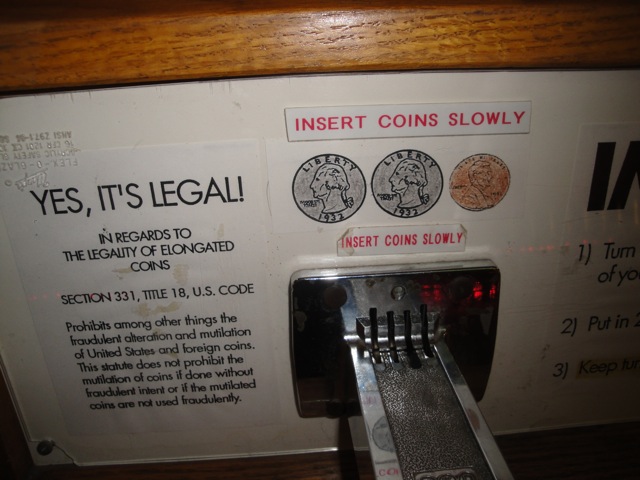 INSERT COINS SLOWLY
LIBERTY
1932
LIBERTY
1932
INSERT COINS SLOWLY
YES, IT'S LEGAL!
IN REGARDS TO
THE LEGALITY OF ELONGATED
COINS
SECTION 331, TITLE 18, U.S. CODE
Prohibits among other things the
fraudulent alteration and mutilation
of United States and foreign coins.
This statute does not prohibit the
mutilation of coins if done without
fraudulent intent or if the mutilated
coins are not used fraudulently.
1) Turn
of yo
2) Put in 2
3) Keep tur